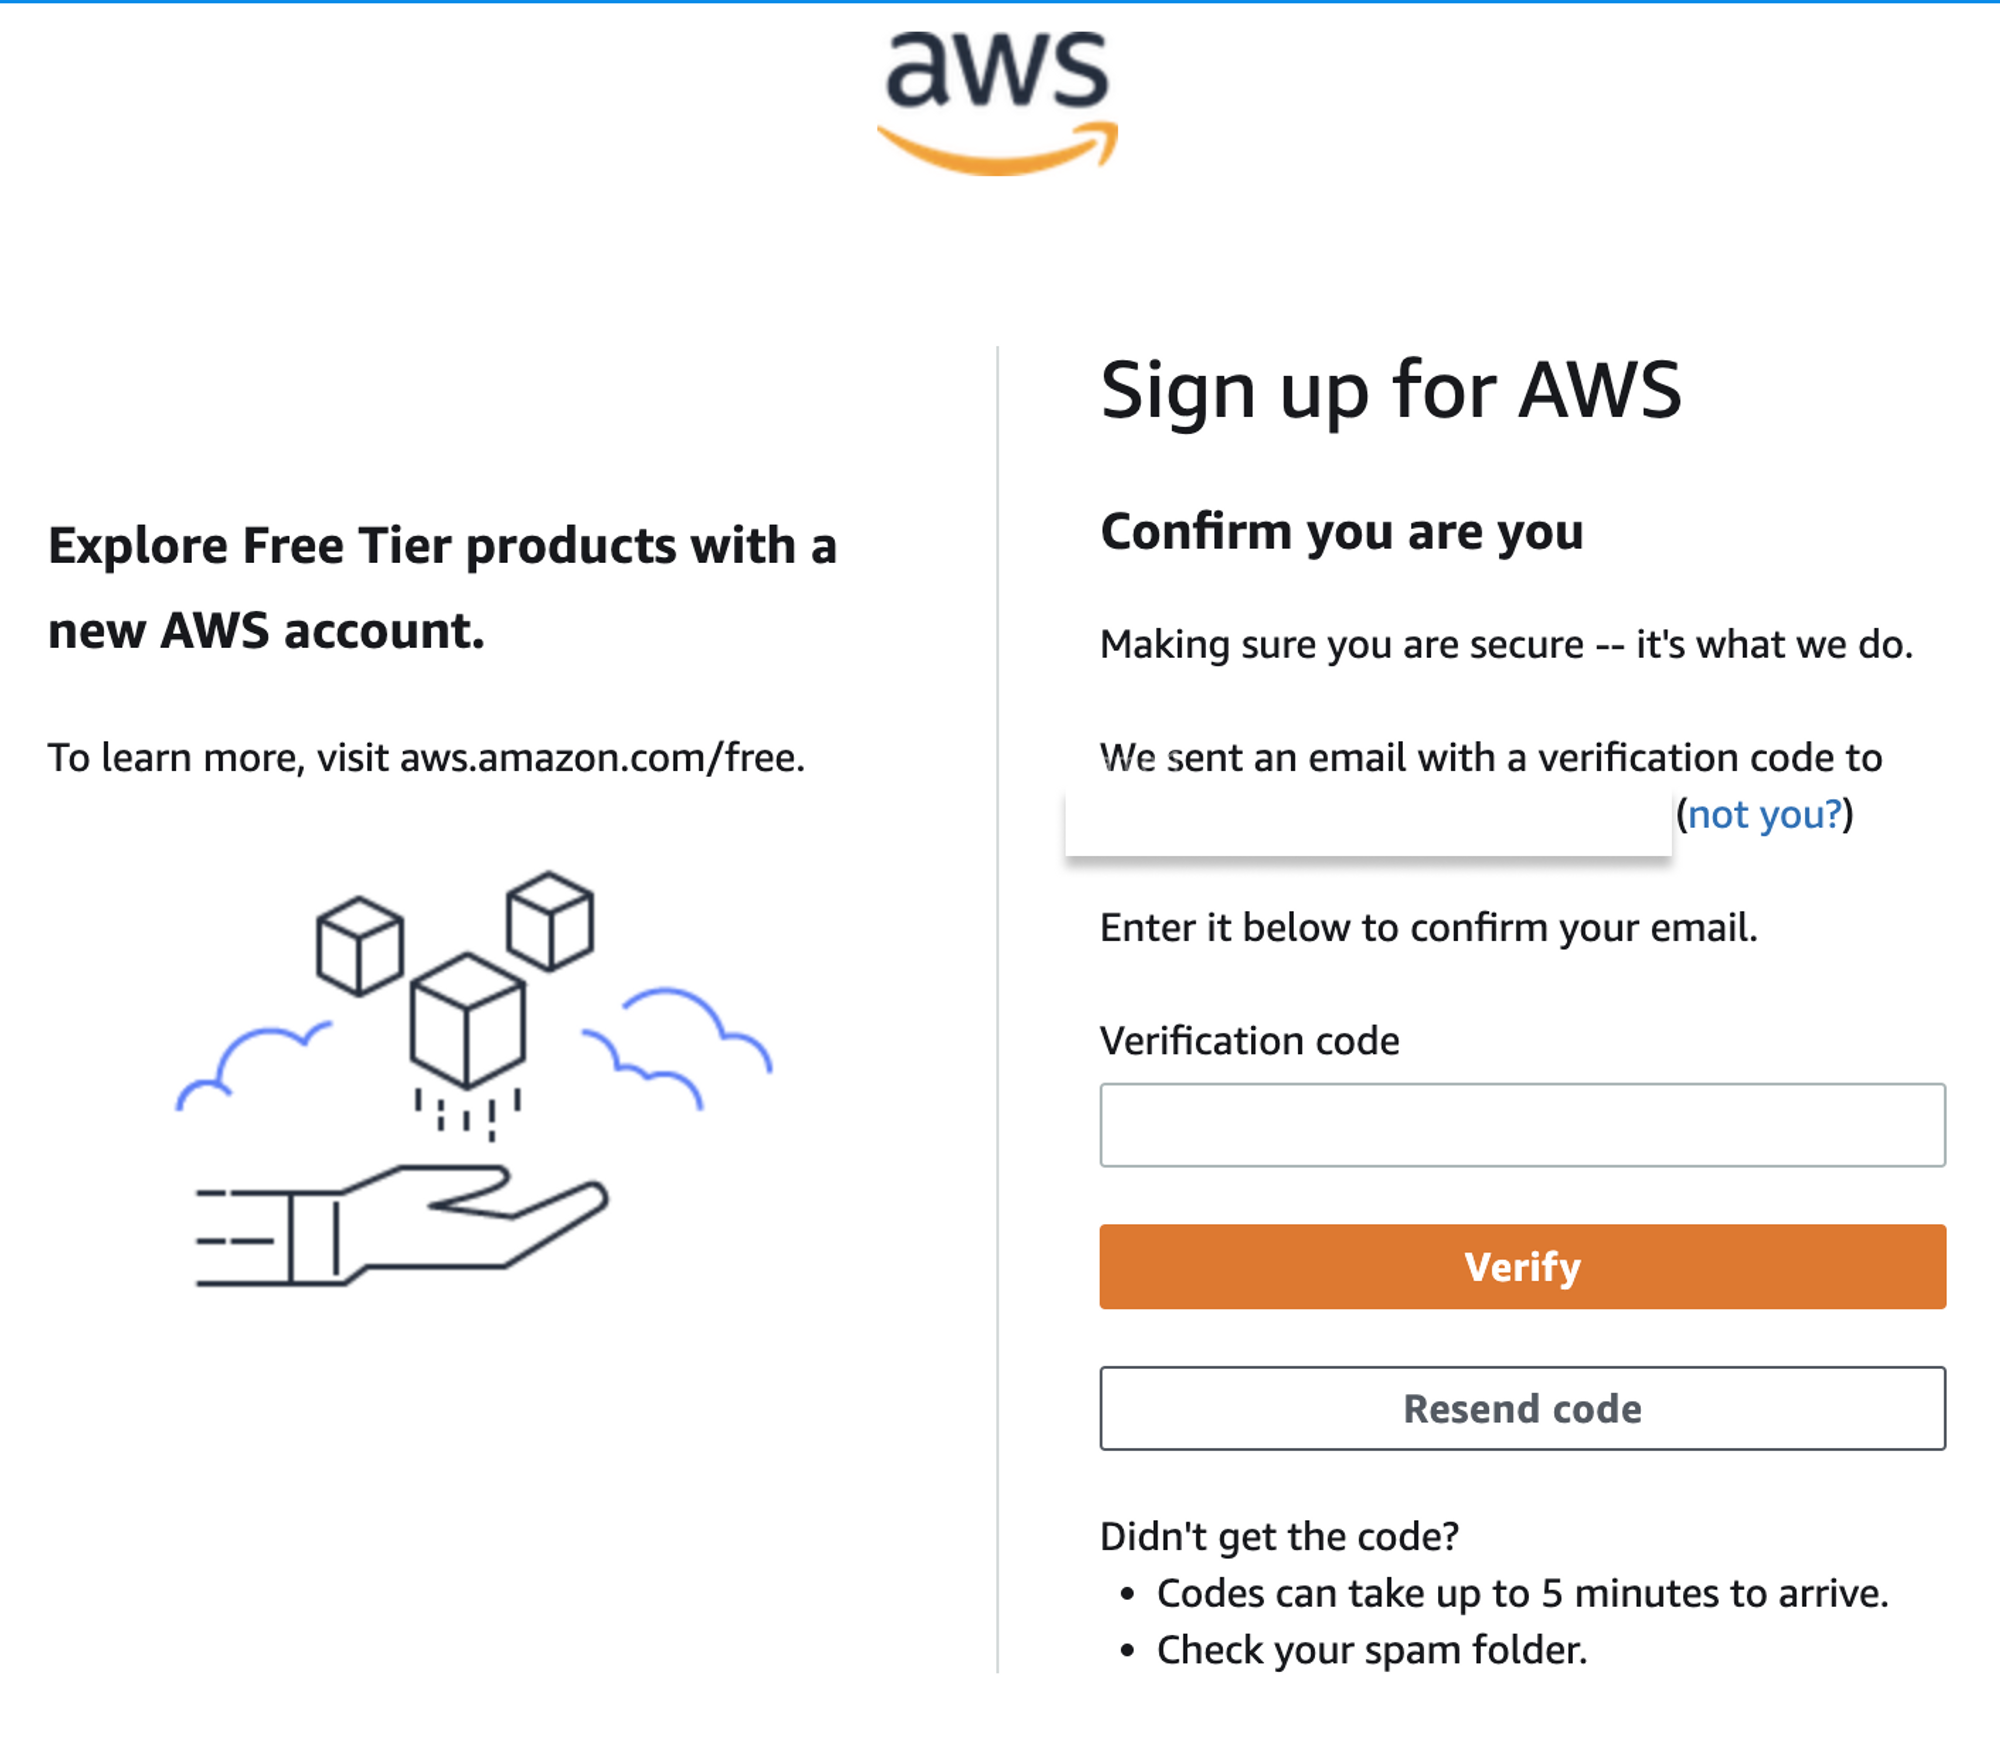 aws
Explore Free Tier products with a
new AWS account.
To learn more, visit aws.amazon.com/free.
Sign up for AWS
Confirm you are you
Making sure you are secure -- it's what we do.
We sent an email with a verification code to
(not you?)
Enter it below to confirm your email.
Verification code
Verify
Resend code
Didn't get the code?
• Codes can take up to 5 minutes to arrive.
• Check your spam folder.